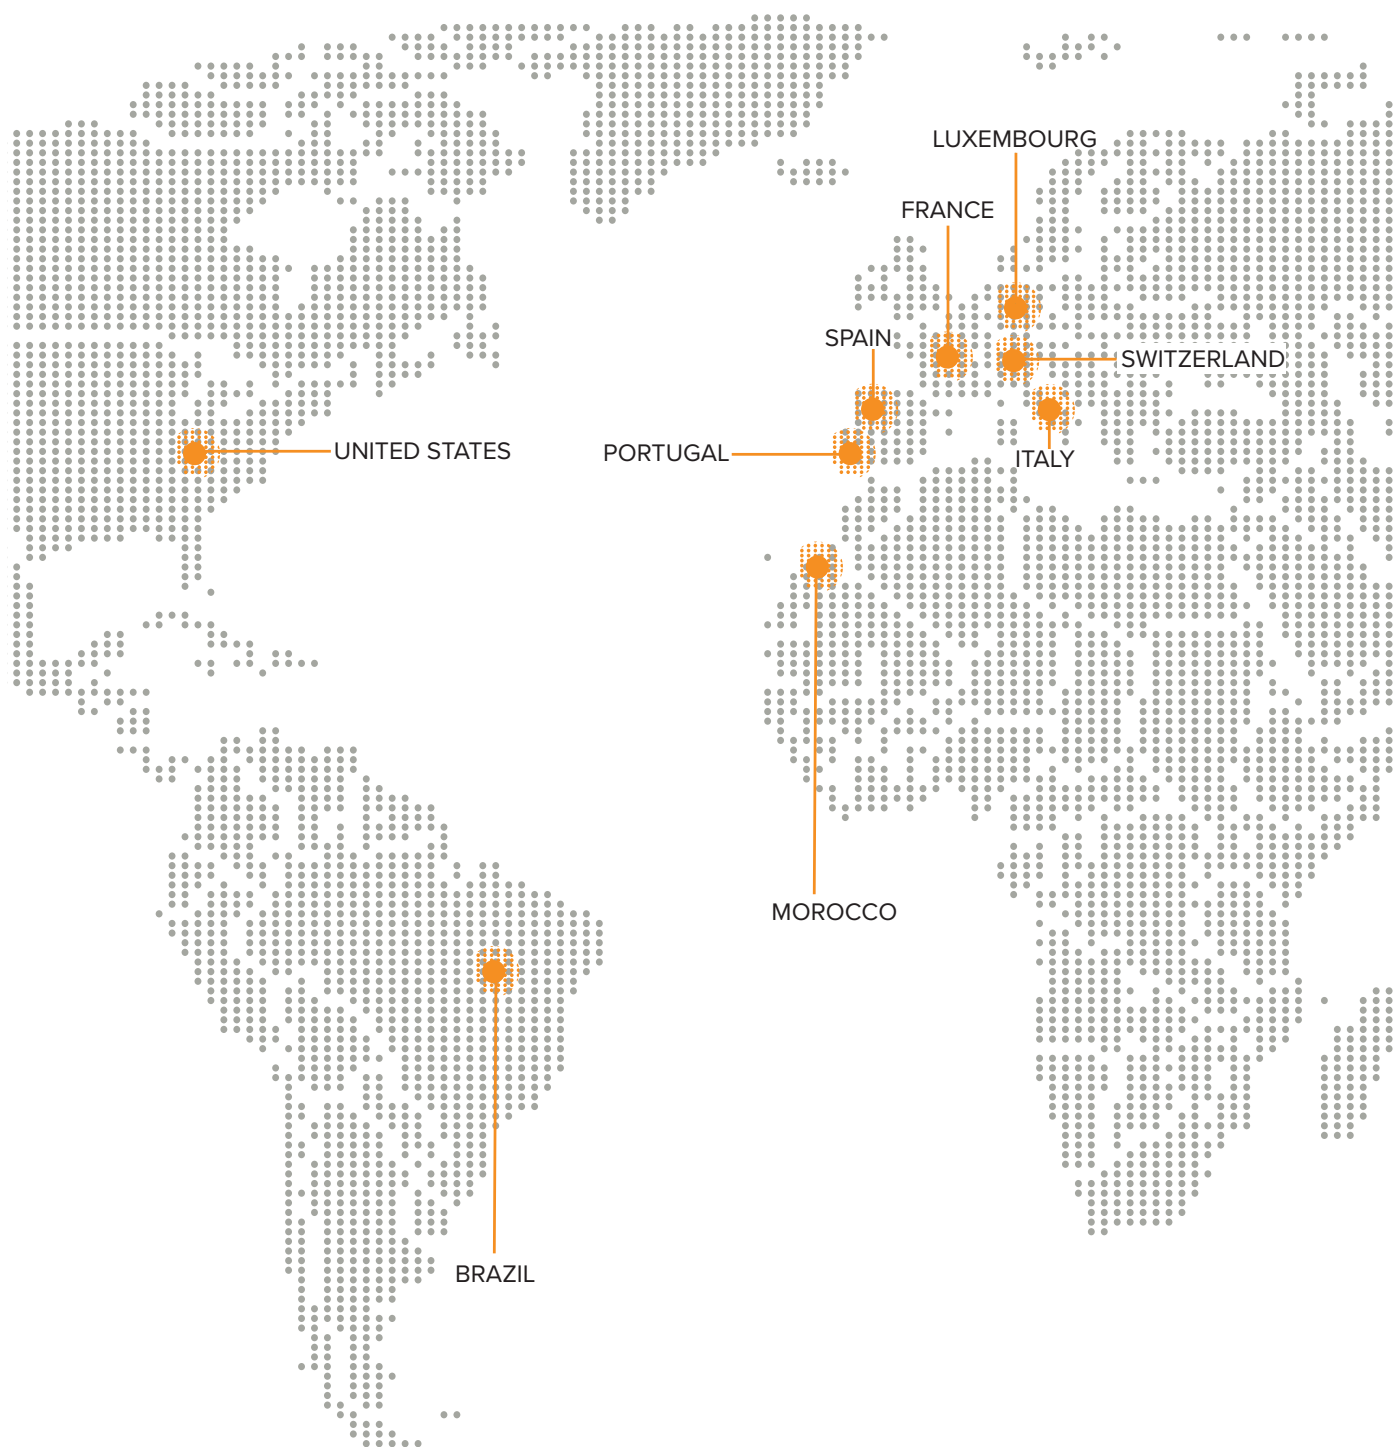 LUXEMBOURG
FRANCE
SPAIN
SWITZERLAND
UNITED STATES
PORTUGAL
ITALY
MOROCCO
BRAZIL